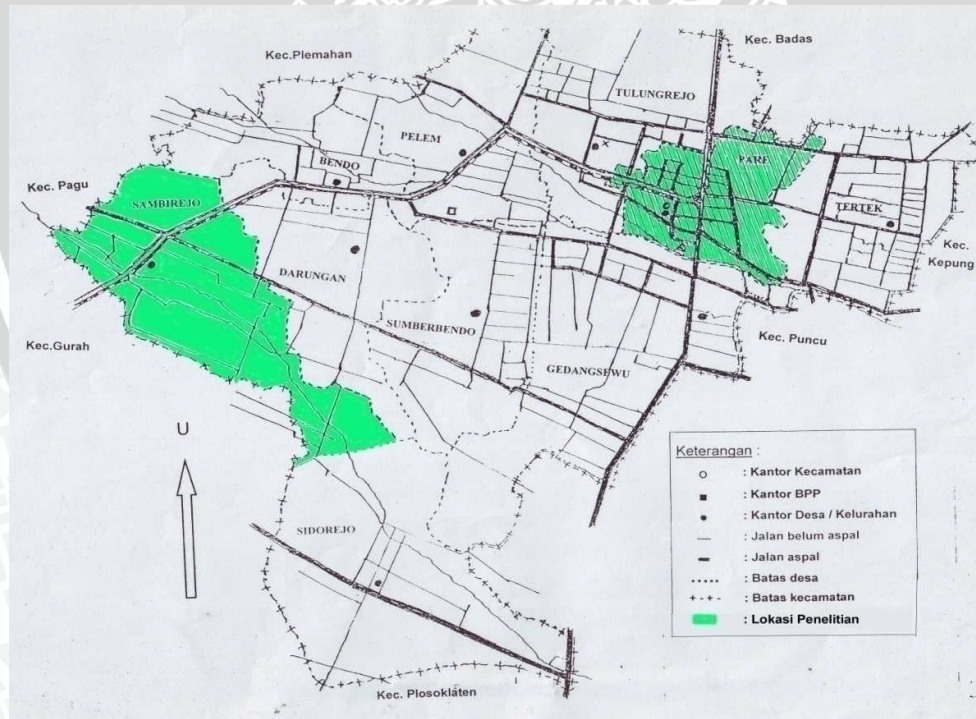 Kec. Badas
Kec.Plemahan
TULUNGREJO
PELEM
BENDO
PARE
Kec. Pagu
SAMBIREJO
TERTEK
Kec.
Kepung
DARUNGAN
SUMBERBENDO
Kec. Puncu
Kec.Gurah
GEDANGSEWU
U
SIDOREJO
Kec. Plosoklaten
Keterangan :
: Kantor Kecamatan
: Kantor BPP
: Kantor Desa / Kelurahan
: Jalan belum aspal
: Jalan aspal
: Batas desa
: Batas kecamatan
: Lokasi Penelitian